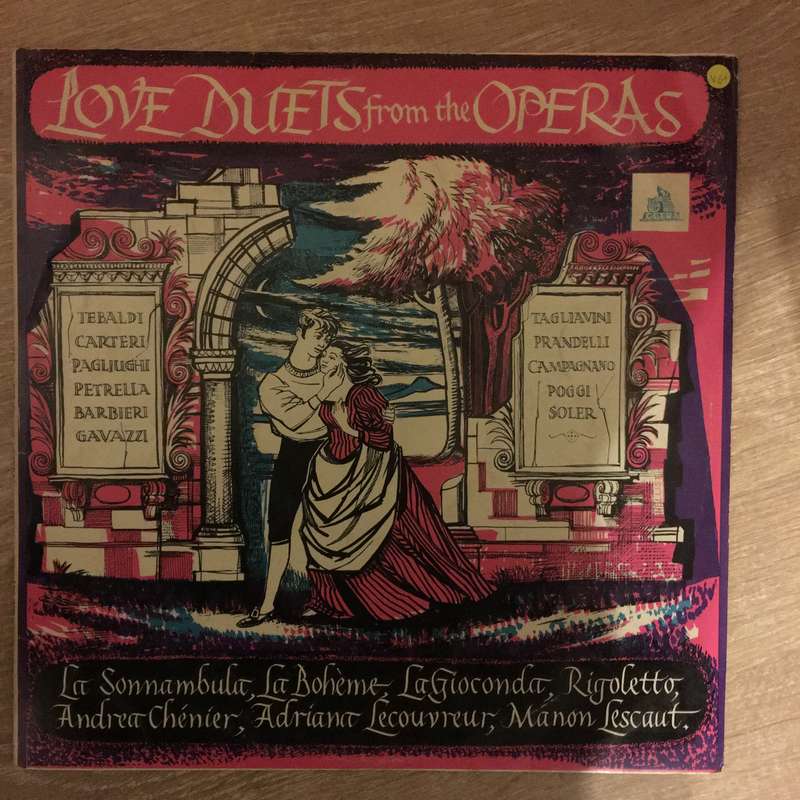 LOVE DUETS from the OPERAS
CETRA
TEBALDI
CARTERI
PAGLIUGHI
PETRELLA
BARBIERI
GAVAZZI
TAGLIAVINI
PRANDELLI
CAMPAGNANO
POGGI
SOLER
La Sonnambula, La Bohème, La Gioconda, Rigoletto,
Andrea Chénier, Adriana Lecouvreur, Manon Lescaut.